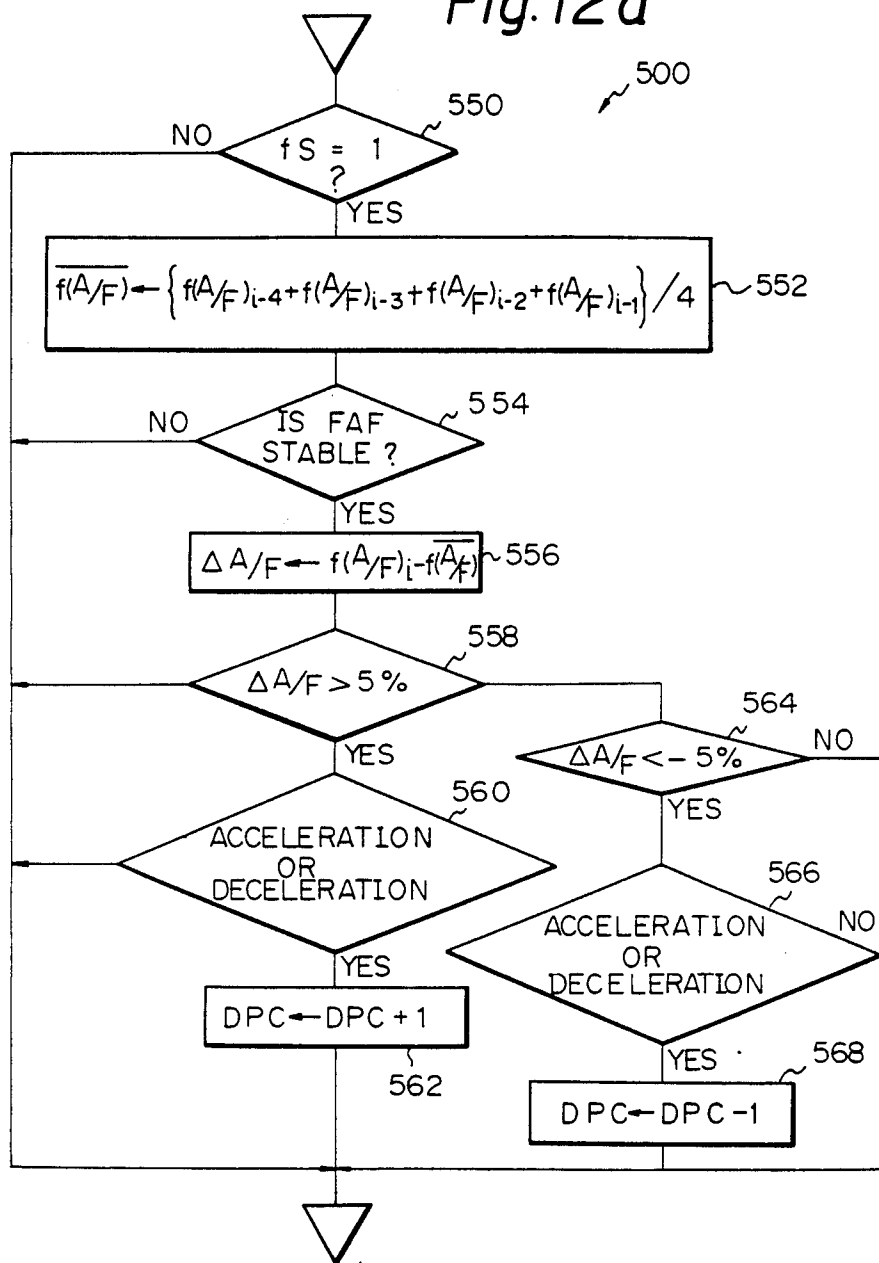 Fig. 12a
500
550
NO
fS = 1
?
YES
f(A/F) ← {f(A/F)i-4 + f(A/F)i-3 + f(A/F)i-2 + f(A/F)i-1} / 4
552
554
NO
IS FAF
STABLE ?
YES
Δ A/F ← f(A/F)i - f(A/F)
556
558
Δ A/F > 5%
YES
564
ΔA/F < - 5%
NO
YES
560
ACCELERATION
OR
DECELERATION
YES
566
NO
ACCELERATION
OR
DECELERATION
YES
DPC ← DPC + 1
562
568
DPC ← DPC - 1